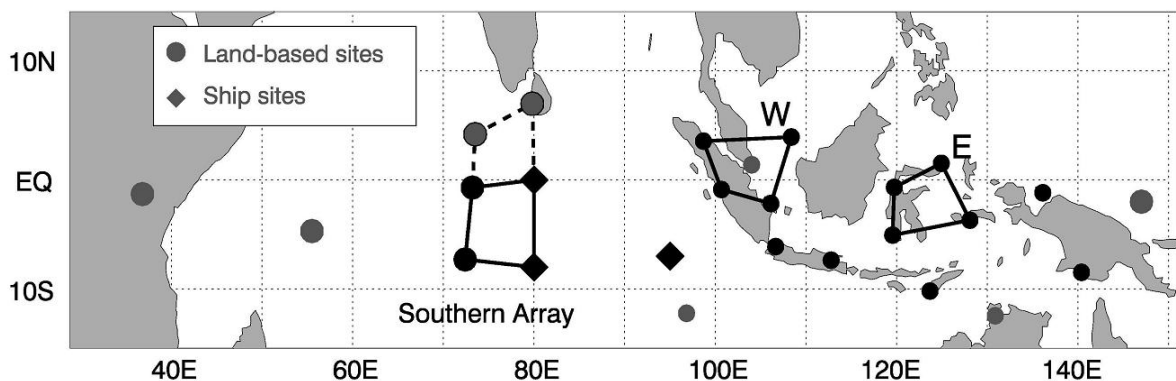 Land-based sites
Ship sites
10N
EQ
10S
W
E
Southern Array
40E 60E 80E 100E 120E 140E